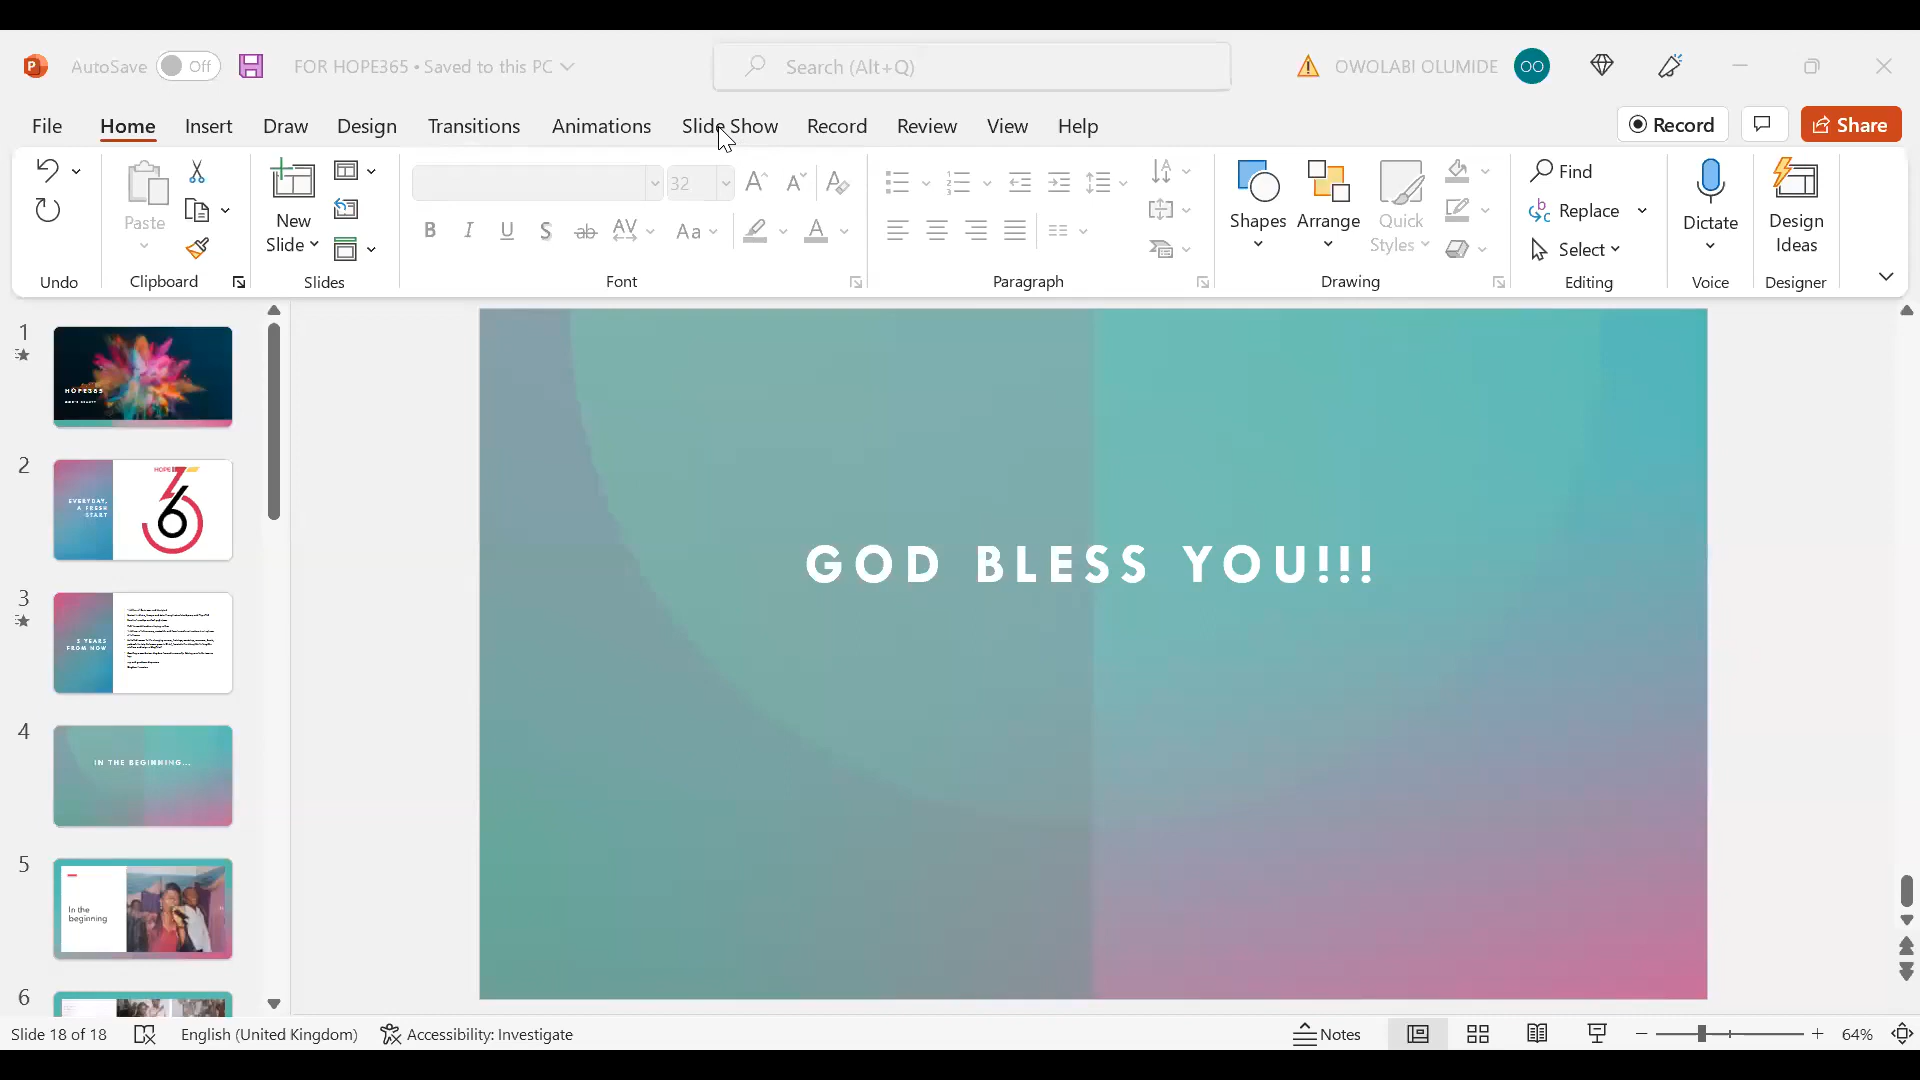 AutoSave Off FOR HOPE365 • Saved to this PC Search (Alt+Q) OWOLABI OLUMIDE OO
File Home Insert Draw Design Transitions Animations Slide Show Record Review View Help Record Share
Paste
New
Slide
32
B I U S ab AV Aa A
Shapes Arrange Quick
Styles
Find
Replace
Select
Dictate
Design
Ideas
Undo Clipboard Slides Font Paragraph Drawing Editing Voice Designer
1
HOPE365
2
EVERYDAY,
A FRESH
START
HOPE
3
3 YEARS
FROM NOW
4
IN THE BEGINNING...
5
In the
beginning
6
GOD BLESS YOU!!!
Slide 18 of 18 English (United Kingdom) Accessibility: Investigate Notes 64%